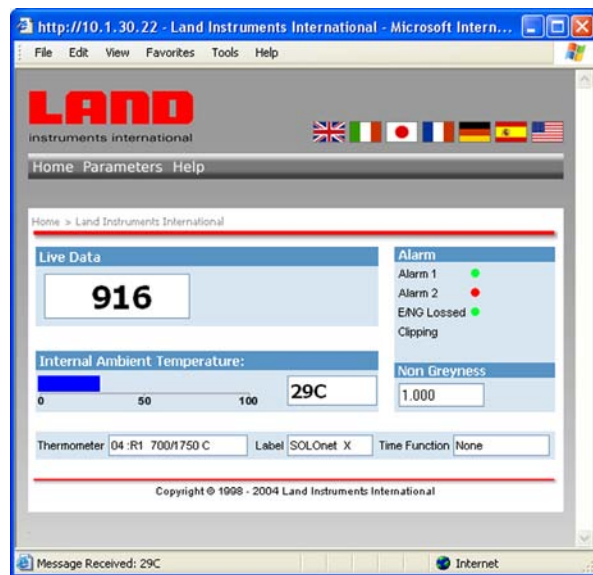 http://10.1.30.22 - Land Instruments International - Microsoft Intern...
File Edit View Favorites Tools Help
LAND
instruments international
Home Parameters Help
Home > Land Instruments International
Live Data
916
Alarm
Alarm 1
Alarm 2
E/NG Lossed
Clipping
Internal Ambient Temperature:
0 50 100
29C
Non Greyness
1.000
Thermometer 04 :R1 700/1750 C Label SOLOnet X Time Function None
Copyright © 1998 - 2004 Land Instruments International
Message Received: 29C Internet